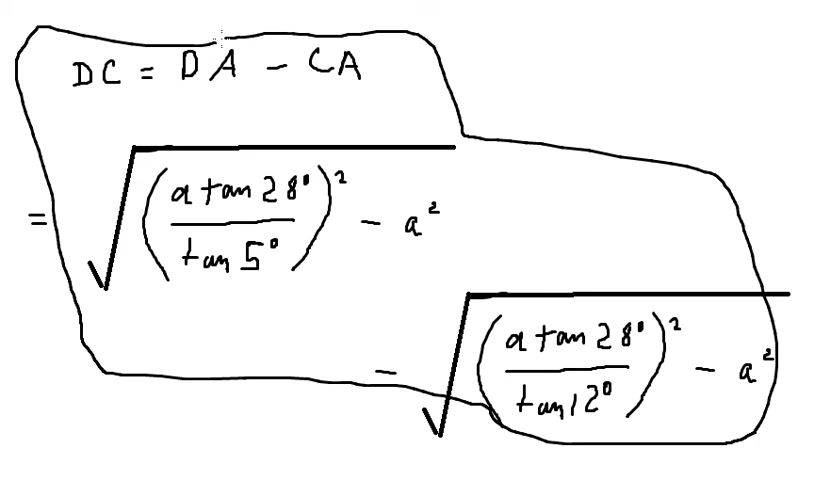 DC = DA - CA
= √((a tan 28°)/(tan 5°))² - a²
- √((a tan 28°)/(tan 12°))² - a²